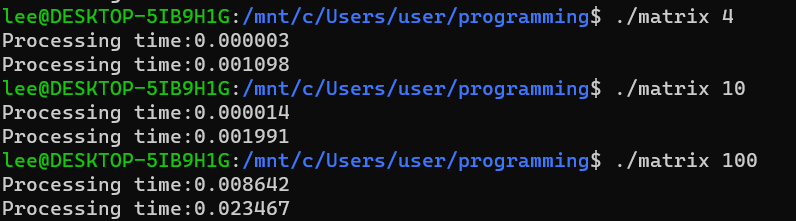 lee@DESKTOP-5IB9H1G:/mnt/c/Users/user/programming$ ./matrix 4
Processing time:0.000003
Processing time:0.001098
lee@DESKTOP-5IB9H1G:/mnt/c/Users/user/programming$ ./matrix 10
Processing time:0.000014
Processing time:0.001991
lee@DESKTOP-5IB9H1G:/mnt/c/Users/user/programming$ ./matrix 100
Processing time:0.008642
Processing time:0.023467